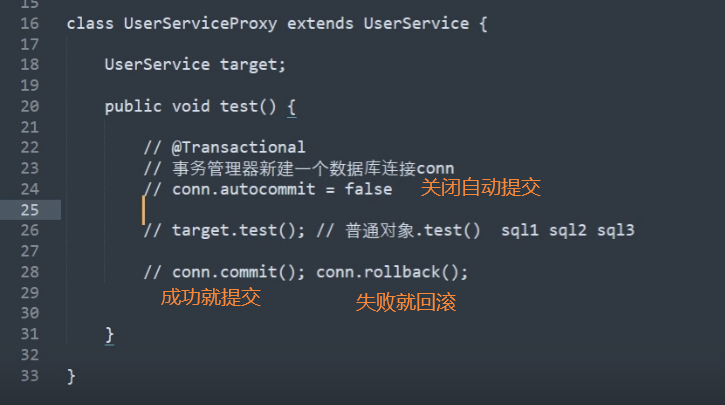 15
16 class UserServiceProxy extends UserService {
17
18 UserService target;
19
20 public void test() {
21
22 // @Transactional
23 // 事务管理器新建一个数据库连接conn
24 // conn.autocommit = false 关闭自动提交
25
26 // target.test(); // 普通对象.test() sql1 sql2 sql3
27
28 // conn.commit(); conn.rollback();
29 成功就提交 失败就回滚
30
31 }
32
33 }